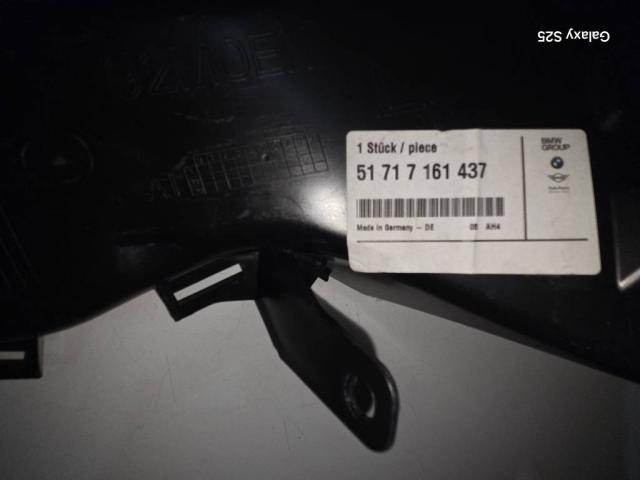 Galaxy S25
1 Stück / piece
51 71 7 161 437
BMW
GROUP
Made in Germany - DE 05 AH4